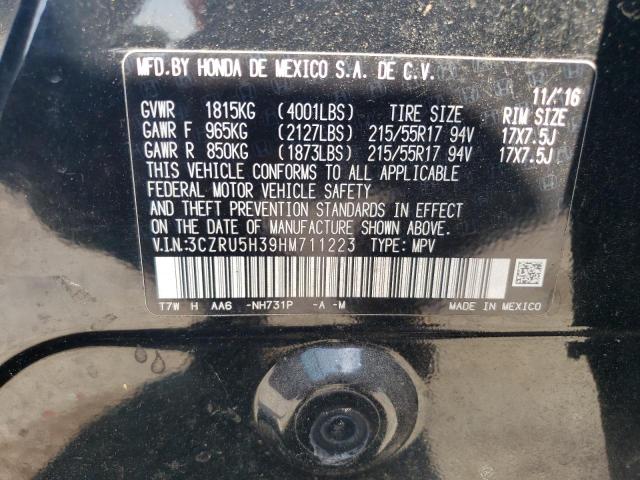 MFD.BY HONDA DE MEXICO S.A. DE C.V.
11/16
GVWR 1815KG (4001LBS) TIRE SIZE RIM SIZE
GAWR F 965KG (2127LBS) 215/55R17 94V 17X7.5J
GAWR R 850KG (1873LBS) 215/55R17 94V 17X7.5J
THIS VEHICLE CONFORMS TO ALL APPLICABLE
FEDERAL MOTOR VEHICLE SAFETY
AND THEFT PREVENTION STANDARDS IN EFFECT
ON THE DATE OF MANUFACTURE SHOWN ABOVE.
V.I.N:3CZRU5H39HM711223 TYPE: MPV
T7W H AA6 -NH731P -A -M MADE IN MEXICO